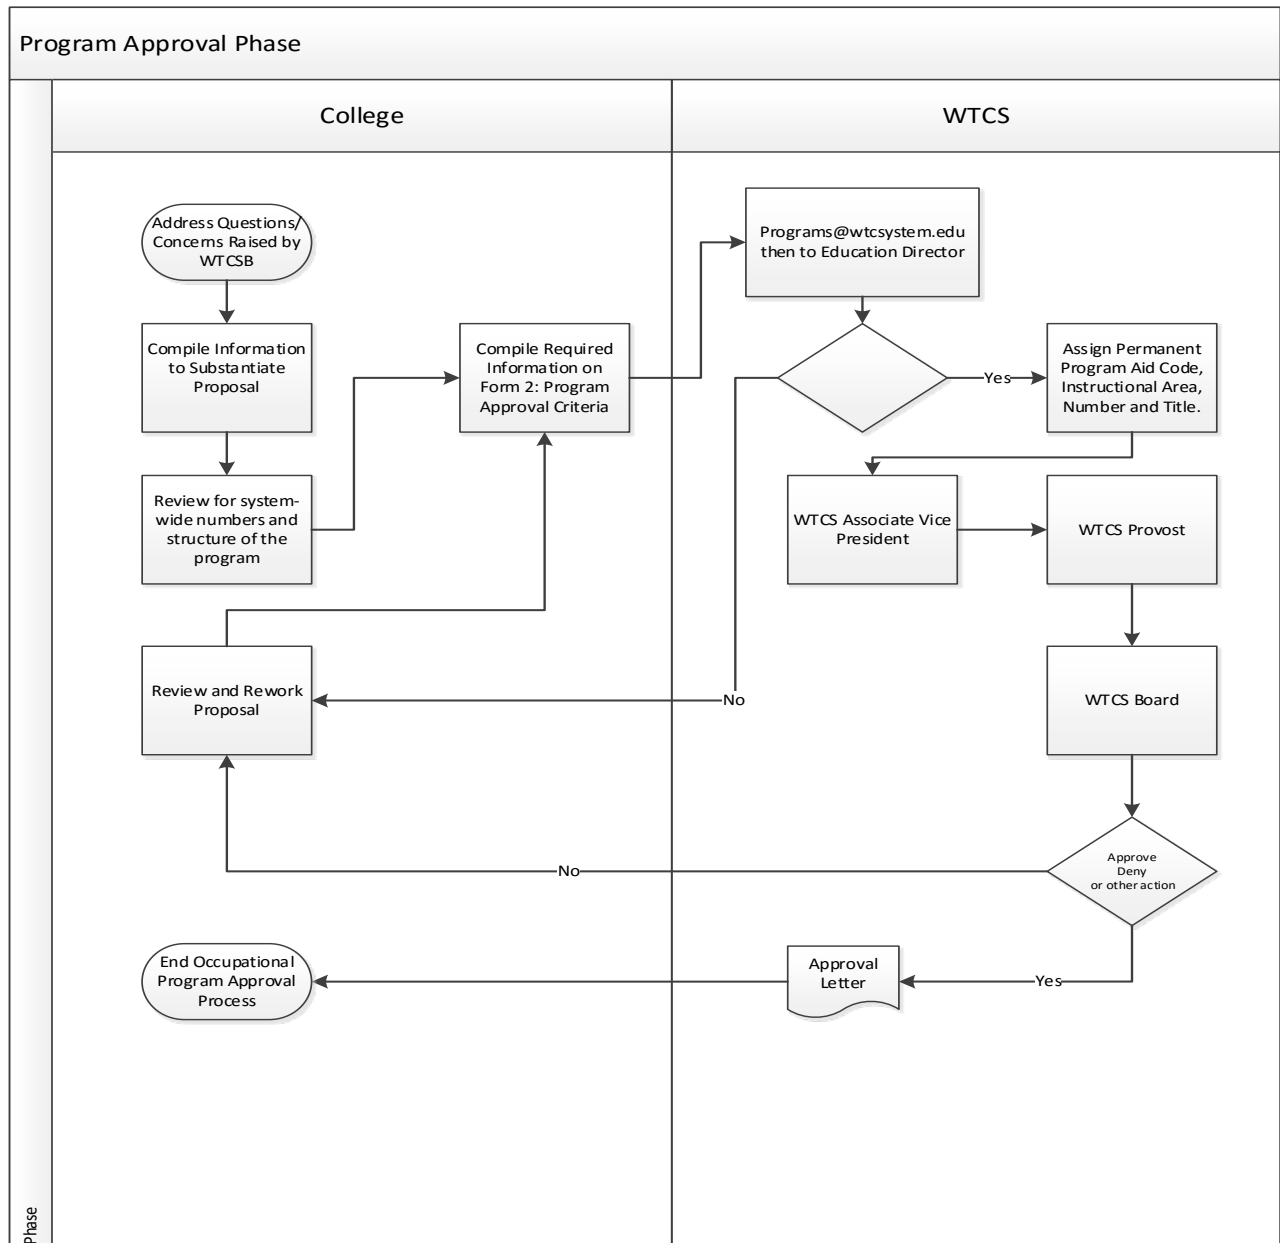 Program Approval Phase
College
WTCS
Address Questions/
Concerns Raised by
WTCSB
Programs@wtcsystem.edu
then to Education Director
Compile Information
to Substantiate
Proposal
Compile Required
Information on
Form 2: Program
Approval Criteria
Yes
Assign Permanent
Program Aid Code,
Instructional Area,
Number and Title.
Review for system-
wide numbers and
structure of the
program
WTCS Associate Vice
President
WTCS Provost
Review and Rework
Proposal
No
WTCS Board
No
Approve
Deny
or other action
End Occupational
Program Approval
Process
Approval
Letter
Yes
Phase